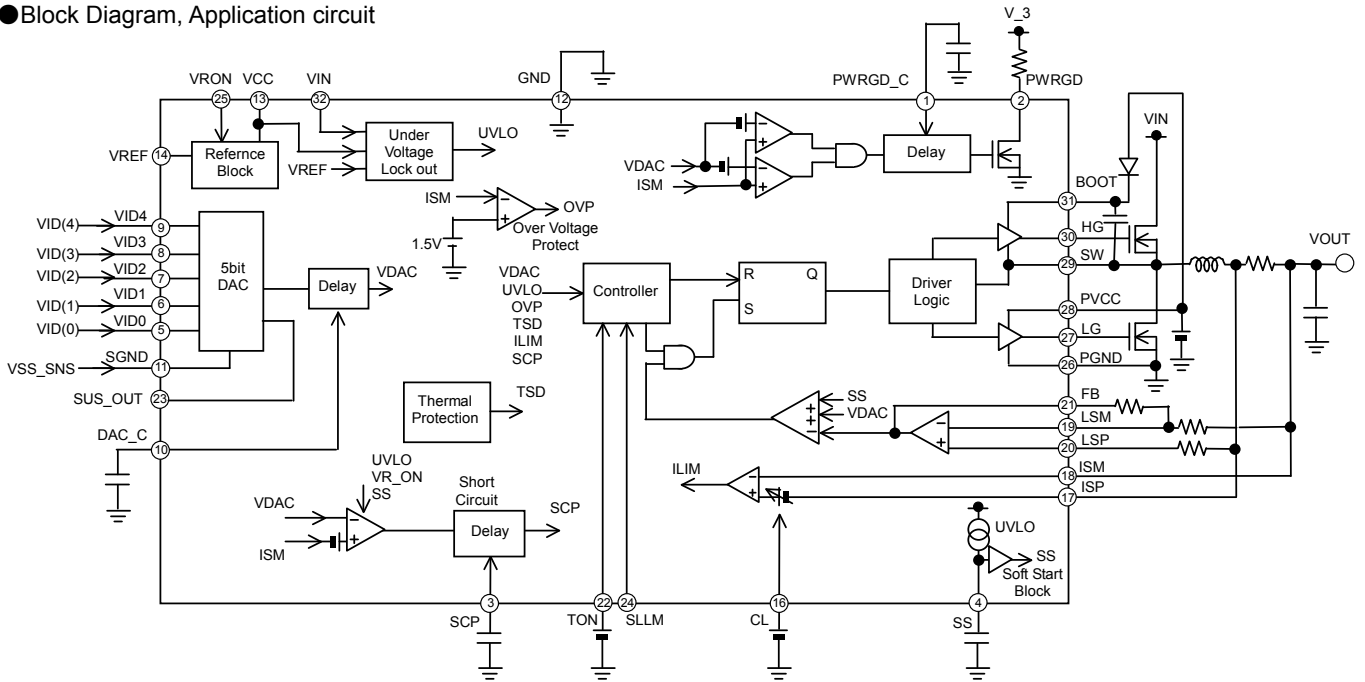 ●Block Diagram, Application circuit
V_3
VRON VCC VIN GND PWRGD_C PWRGD
25 13 32 12 1 2
VIN
VREF 14
Refernce
Block
Under
Voltage
Lock out
UVLO
VREF
VDAC
ISM
Delay
BOOT
31
ISM
OVP
Over Voltage
Protect
1.5V
HG
30
SW
29
VOUT
VID(4) VID4 9
VID(3) VID3 8
VID(2) VID2 7
VID(1) VID1 6
VID(0) VID0 5
VSS_SNS SGND 11
SUS_OUT 23
DAC_C 10
5bit
DAC
Delay
VDAC
VDAC
UVLO
OVP
TSD
ILIM
SCP
Controller
R Q
S
Driver
Logic
PVCC
28
LG
27
PGND
26
Thermal
Protection
TSD
SS
VDAC
FB
21
LSM
19
LSP
20
ISM
18
ISP
17
ILIM
UVLO
VR_ON
SS
VDAC
ISM
Short
Circuit
Delay
SCP
UVLO
SS
Soft Start
Block
3 22 24 16 4
SCP TON SLLM CL SS